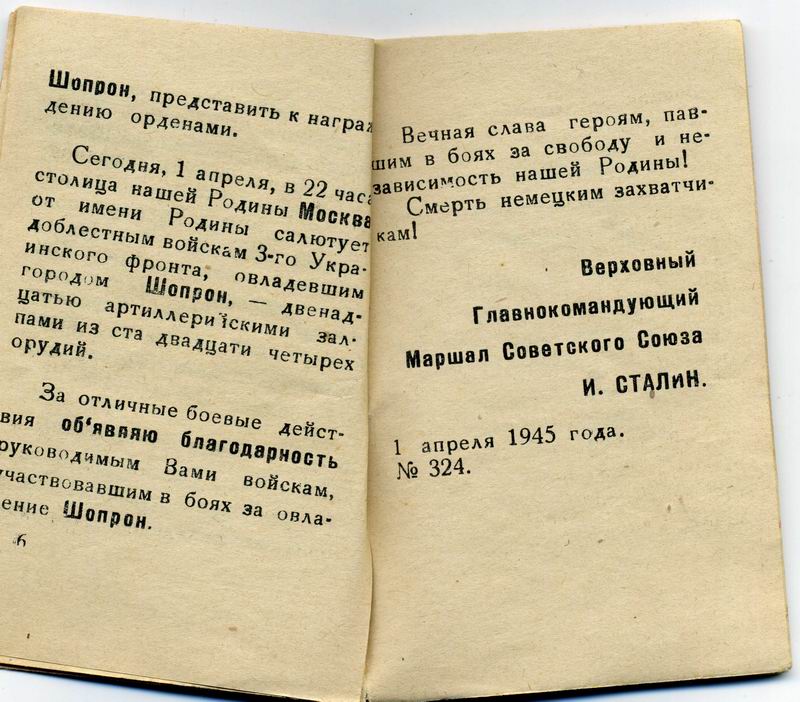 Шопрон, представить к награж
дению орденами.
Сегодня, 1 апреля, в 22 часа
столица нашей Родины Москва
от имени Родины салютует
доблестным войскам 3-го Укра-
инского фронта, овладевшим
городом Шопрон, — двенад-
цатью артиллерийскими зал-
пами из ста двадцати четырех
орудий.
За отличные боевые дейст-
вия об‘являю благодарность
руководимым Вами войскам,
участвовавшим в боях за овла-
ение Шопрон.
6
Вечная слава героям, пав-
шим в боях за свободу и не-
зависимость нашей Родины!
Смерть немецким захватчи-
кам!
Верховный
Главнокомандующий
Маршал Советского Союза
И. СТАЛИН.
1 апреля 1945 года.
№ 324.